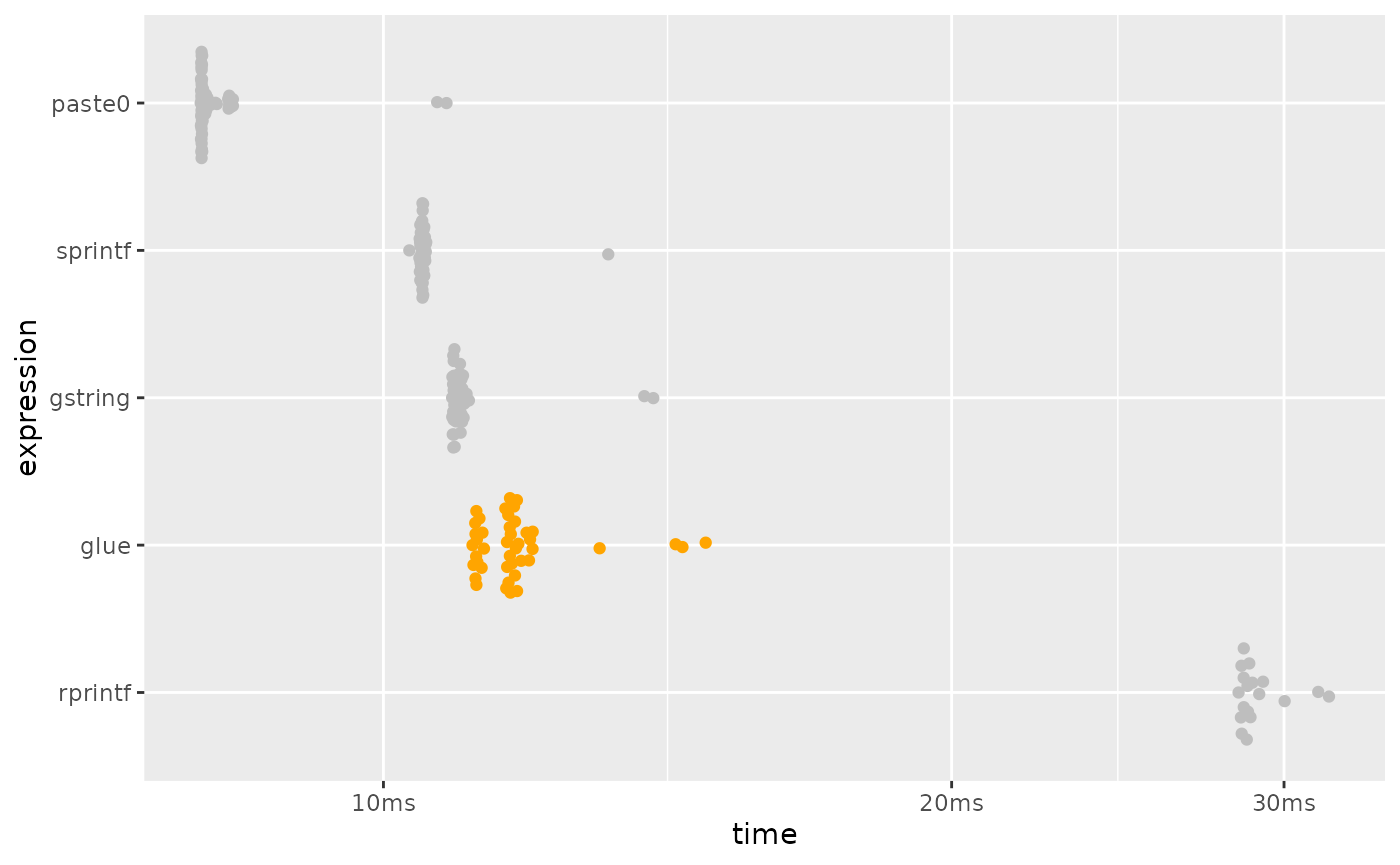 paste0
sprintf
gstring
glue
rprintf
expression
10ms 20ms 30ms
time